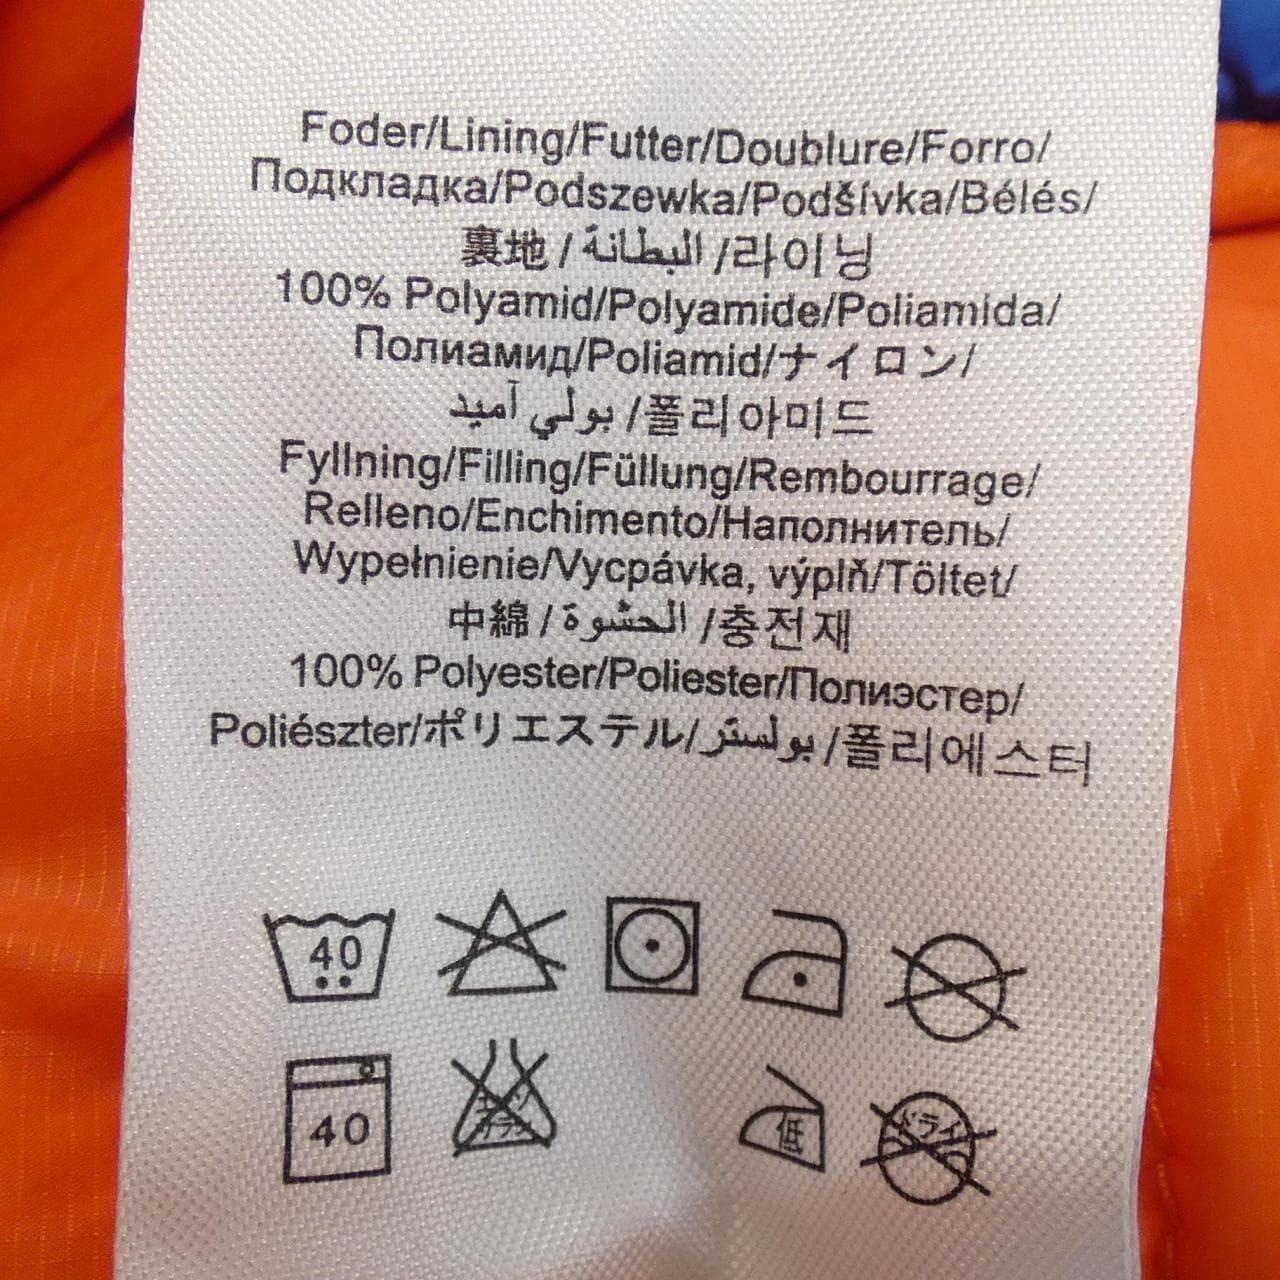 Foder/Lining/Futter/Doublure/Forro/
Подкладка/Podszewka/Podšívka/Bélés/
裏地/البطانة/라이닝
100% Polyamid/Polyamide/Poliamida/
Полиамид/Poliamid/ナイロン/
بولي آميد/폴리아미드
Fyllning/Filling/Füllung/Rembourrage/
Relleno/Enchimento/Наполнитель/
Wypełnienie/Vycpávka, výplň/Töltet/
中綿/الحشوة/충전재
100% Polyester/Poliester/Полиэстер/
Poliészter/ポリエステル/بولستر/폴리에스터
40
40
低
ドライ